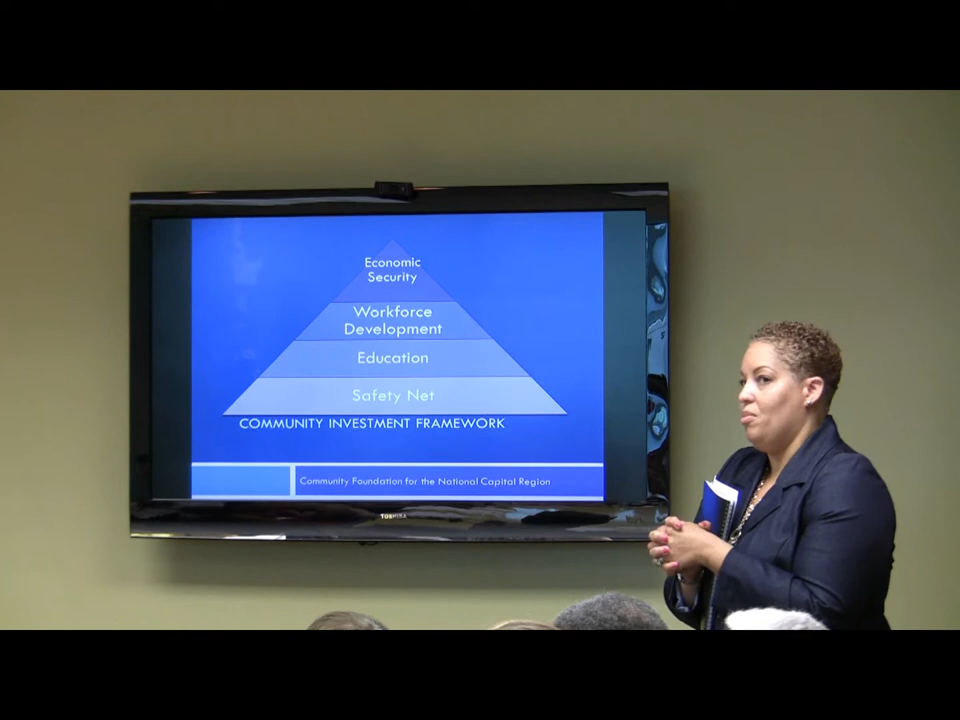 Economic
Security
Workforce
Development
Education
Safety Net
COMMUNITY INVESTMENT FRAMEWORK
Community Foundation for the National Capital Region
TOSHIBA